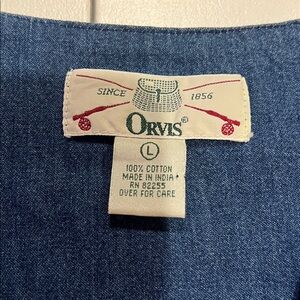 SINCE 1856
ORVIS®
L
100% COTTON
MADE IN INDIA
RN 82255
OVER FOR CARE